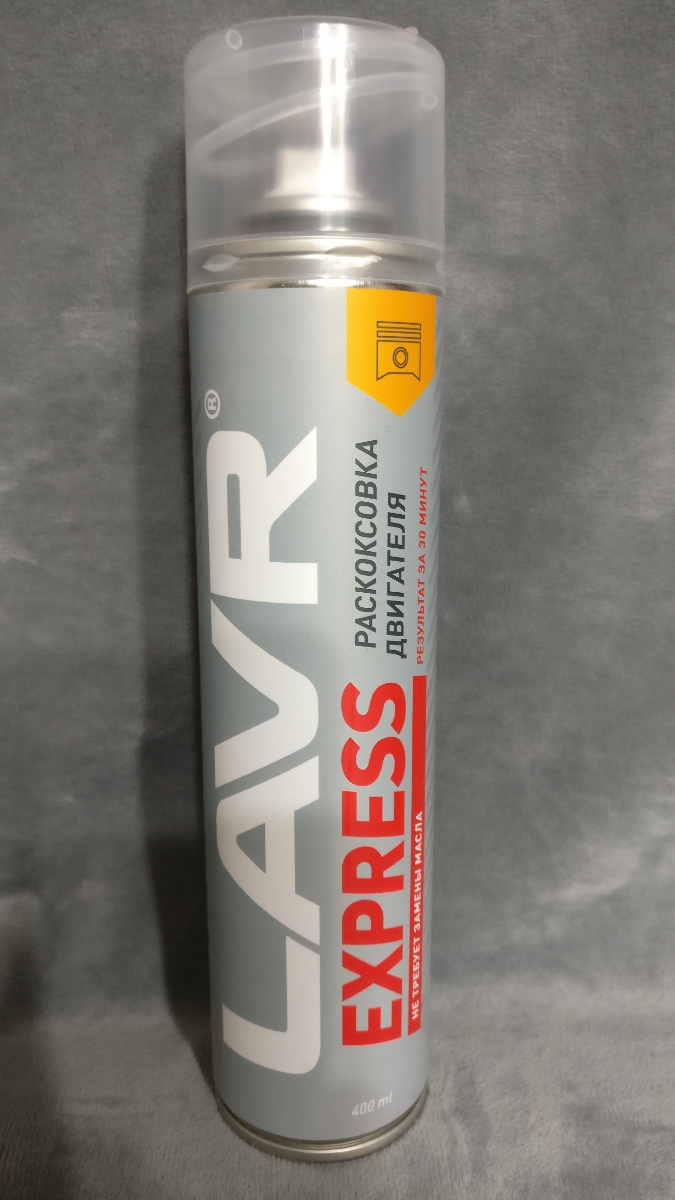 LAVR®
EXPRESS
РАСКОКСОВКА
ДВИГАТЕЛЯ
РЕЗУЛЬТАТ ЗА 30 МИНУТ
НЕ ТРЕБУЕТ ЗАМЕНЫ МАСЛА
400 ml